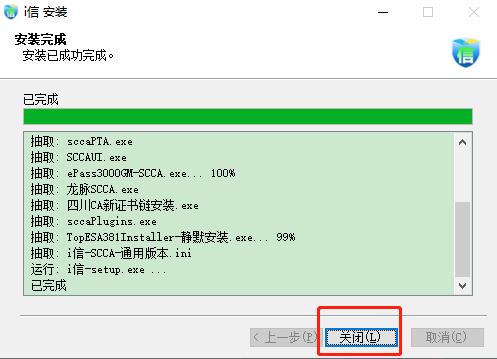 i信 安装
安装完成
安装已成功完成。
信
已完成
抽取: sccaPTA.exe
抽取: SCCAUI.exe
抽取: ePass3000GM-SCCA.exe... 100%
抽取: 龙脉SCCA.exe
抽取: 四川CA新证书链安装.exe
抽取: sccaPlugins.exe
抽取: TopESA381Installer-静默安装.exe... 99%
抽取: i信-SCCA-通用版本.ini
运行: i信-setup.exe ...
已完成
< 上一步(P) 关闭(L) 取消(C)